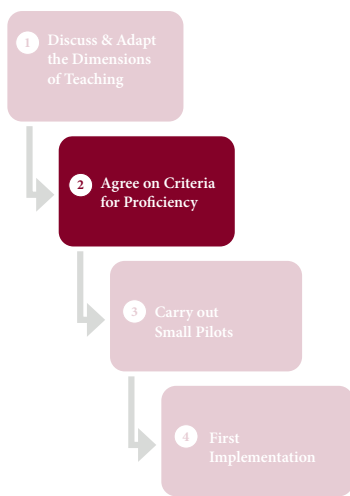 1 Discuss & Adapt
the Dimensions
of Teaching
2 Agree on Criteria
for Proficiency
3 Carry out
Small Pilots
4 First
Implementation